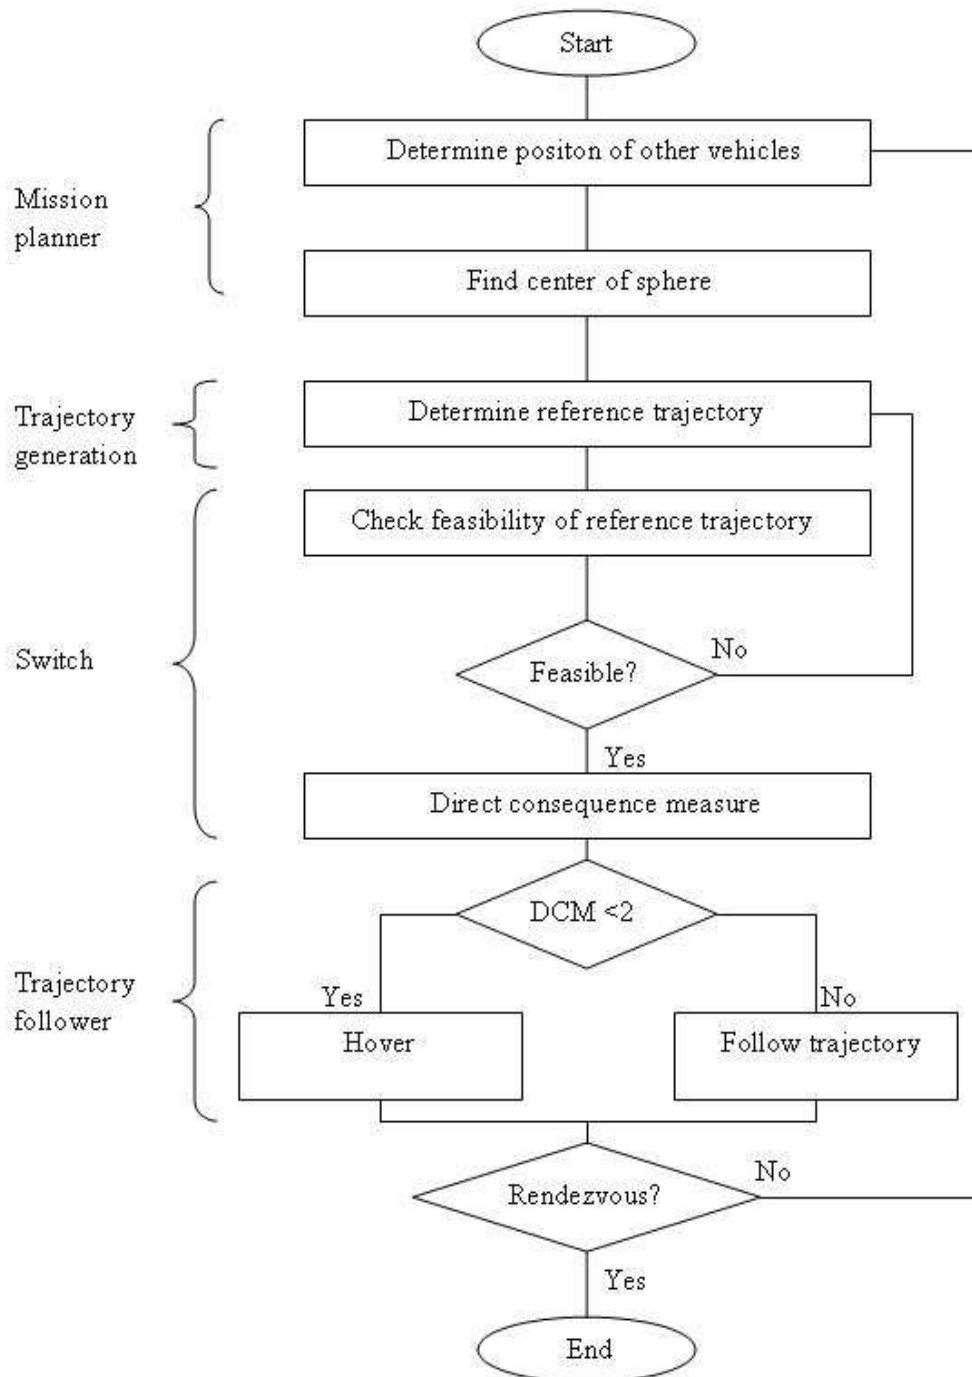 Start
Determine positon of other vehicles
Mission
planner
Find center of sphere
Trajectory
generation
Determine reference trajectory
Check feasibility of reference trajectory
Switch
Feasible?
No
Yes
Direct consequence measure
DCM <2
Trajectory
follower
Yes
No
Hover
Follow trajectory
Rendezvous?
No
Yes
End